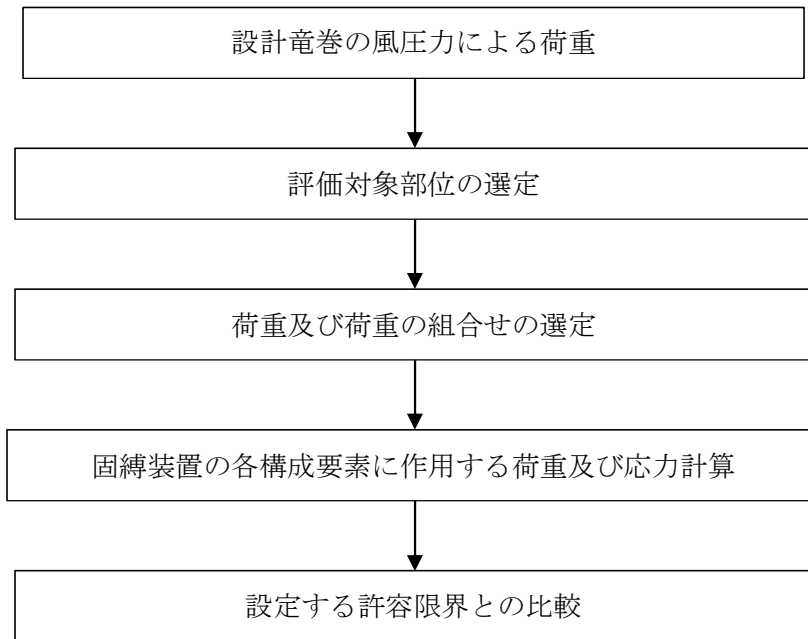 設計竜巻の風圧力による荷重
評価対象部位の選定
荷重及び荷重の組合せの選定
固縛装置の各構成要素に作用する荷重及び応力計算
設定する許容限界との比較